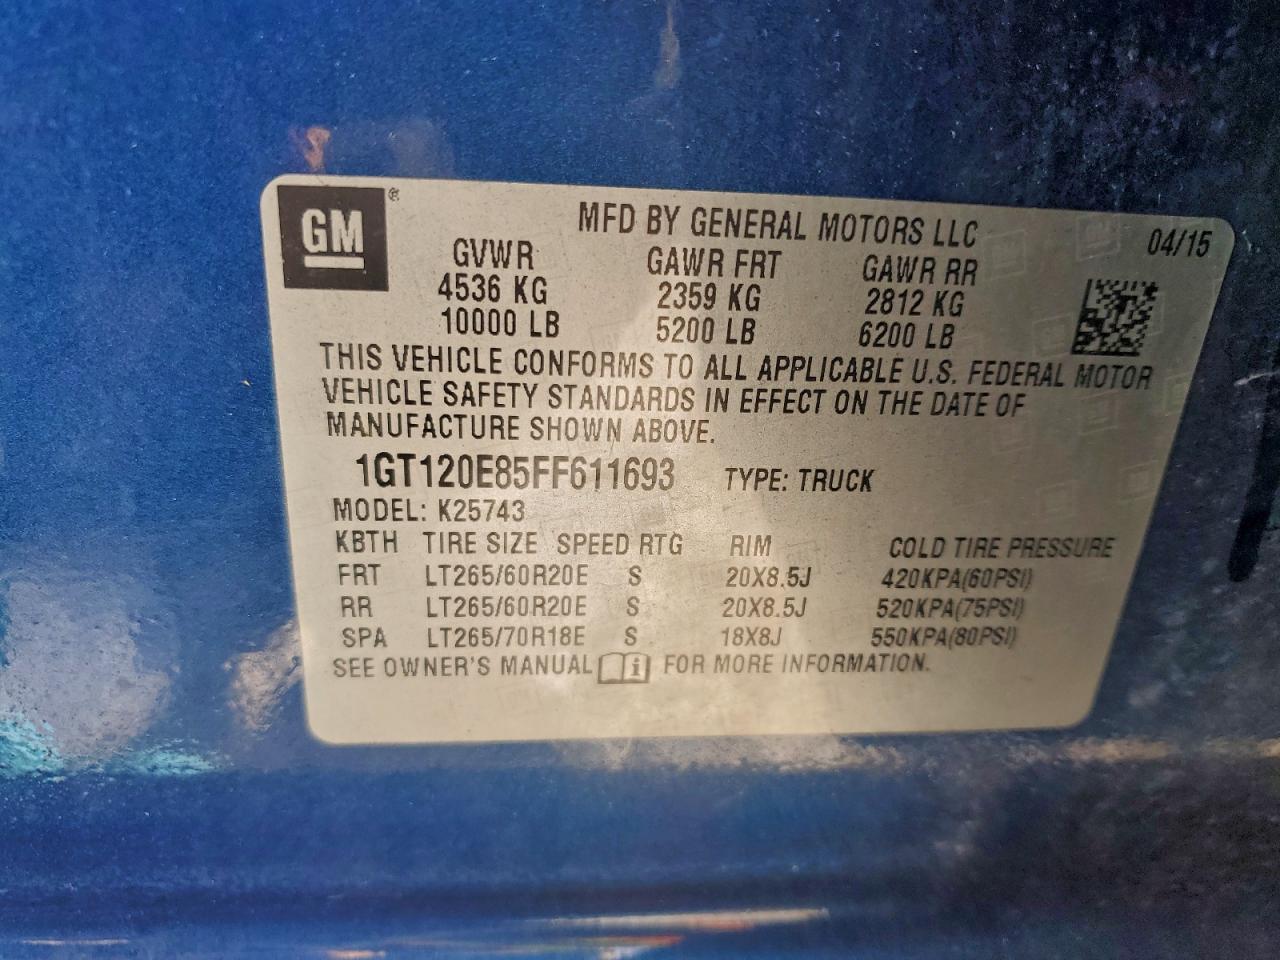 GM ®
MFD BY GENERAL MOTORS LLC
04/15
GVWR GAWR FRT GAWR RR
4536 KG 2359 KG 2812 KG
10000 LB 5200 LB 6200 LB
THIS VEHICLE CONFORMS TO ALL APPLICABLE U.S. FEDERAL MOTOR
VEHICLE SAFETY STANDARDS IN EFFECT ON THE DATE OF
MANUFACTURE SHOWN ABOVE.
1GT120E85FF611693 TYPE: TRUCK
MODEL: K25743
KBTH TIRE SIZE SPEED RTG RIM COLD TIRE PRESSURE
FRT LT265/60R20E S 20X8.5J 420KPA(60PSI)
RR LT265/60R20E S 20X8.5J 520KPA(75PSI)
SPA LT265/70R18E S 18X8J 550KPA(80PSI)
SEE OWNER'S MANUAL i FOR MORE INFORMATION.